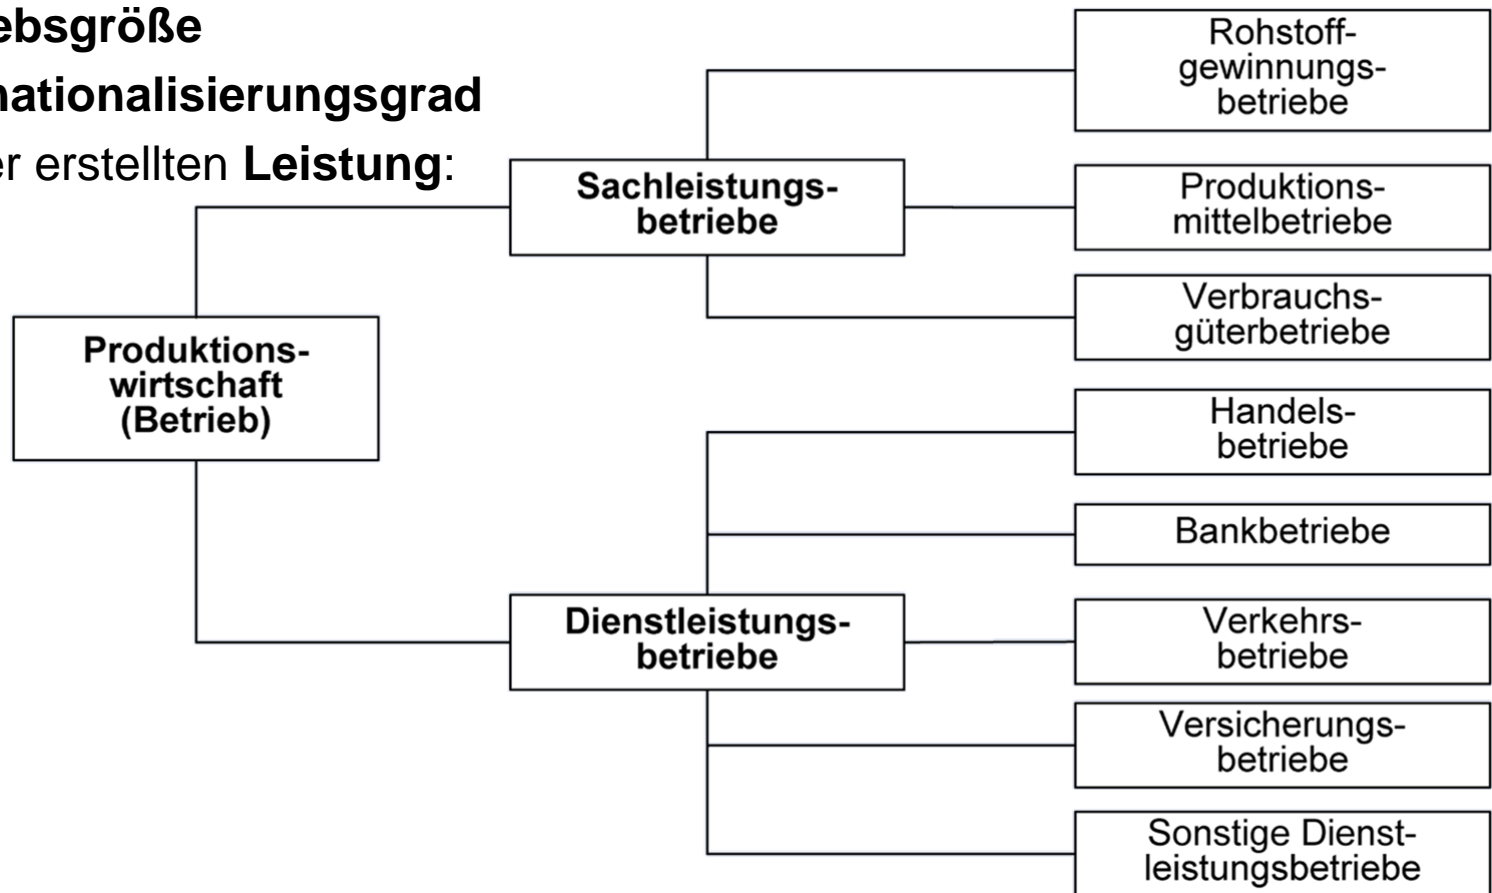 ebsgröße
nationalisierungsgrad
er erstellten Leistung:
Rohstoff-
gewinnungs-
betriebe
Sachleistungs-
betriebe
Produktions-
mittelbetriebe
Verbrauchs-
güterbetriebe
Produktions-
wirtschaft
(Betrieb)
Handels-
betriebe
Bankbetriebe
Dienstleistungs-
betriebe
Verkehrs-
betriebe
Versicherungs-
betriebe
Sonstige Dienst-
leistungsbetriebe